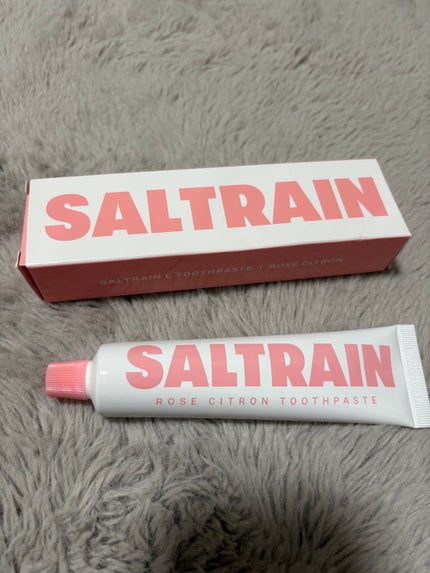 SALTRAIN
SALTRAIN L TOOTHPASTE | ROSE CITRON
SALTRAIN
ROSE CITRON TOOTHPASTE